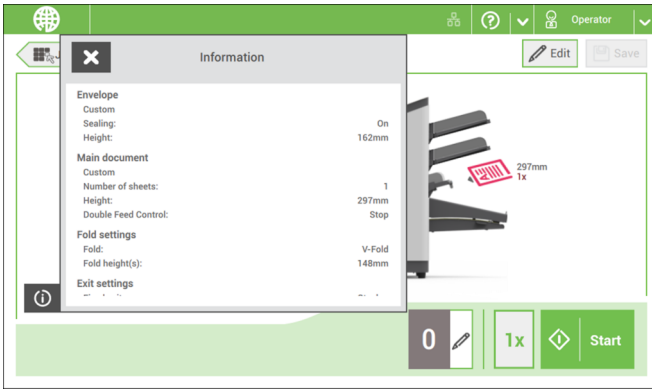 Operator
J
Information
Edit
Save
Envelope
Custom
Sealing: On
Height: 162mm
Main document
Custom
Number of sheets: 1
Height: 297mm
Double Feed Control: Stop
Fold settings
Fold: V-Fold
Fold height(s): 148mm
Exit settings
297mm
1x
0
1x
Start